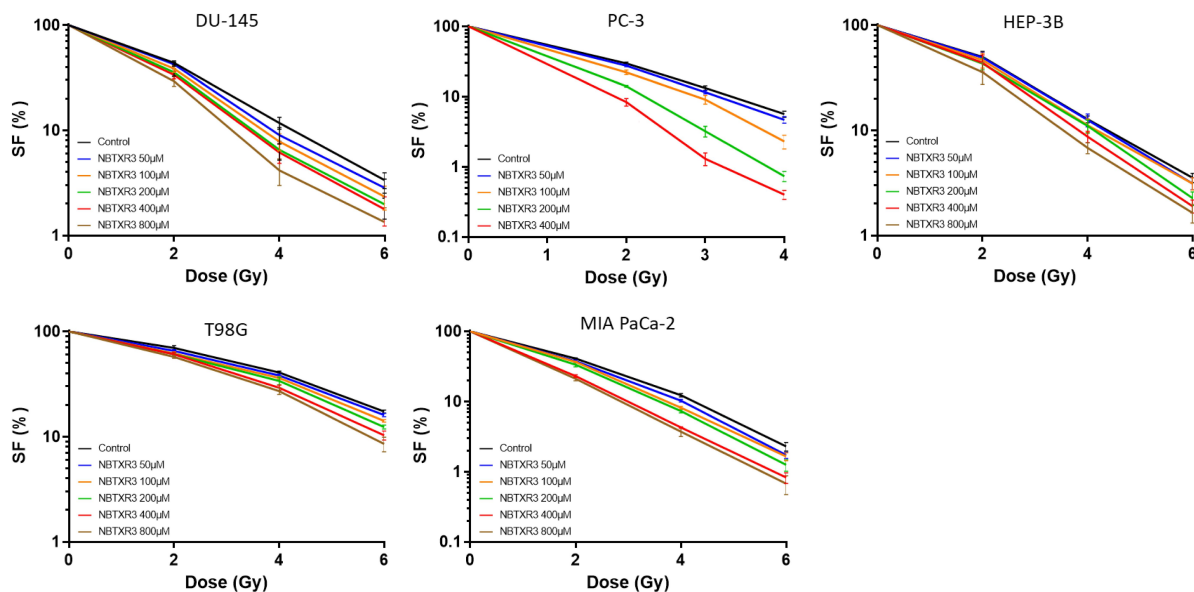 DU-145
SF (% )
100
10
1
Control
NBTXR3 50µM
NBTXR3 100µM
NBTXR3 200µM
NBTXR3 400µM
NBTXR3 800µM
0 2 4 6
Dose (Gy)
PC-3
SF (% )
100
10
1
0.1
Control
NBTXR3 50µM
NBTXR3 100µM
NBTXR3 200µM
NBTXR3 400µM
0 1 2 3 4
Dose (Gy)
HEP-3B
SF (% )
100
10
1
Control
NBTXR3 50µM
NBTXR3 100µM
NBTXR3 200µM
NBTXR3 400µM
NBTXR3 800µM
0 2 4 6
Dose (Gy)
T98G
SF (% )
100
10
1
Control
NBTXR3 50µM
NBTXR3 100µM
NBTXR3 200µM
NBTXR3 400µM
NBTXR3 800µM
0 2 4 6
Dose (Gy)
MIA PaCa-2
SF (% )
100
10
1
0.1
Control
NBTXR3 50µM
NBTXR3 100µM
NBTXR3 200µM
NBTXR3 400µM
NBTXR3 800µM
0 2 4 6
Dose (Gy)